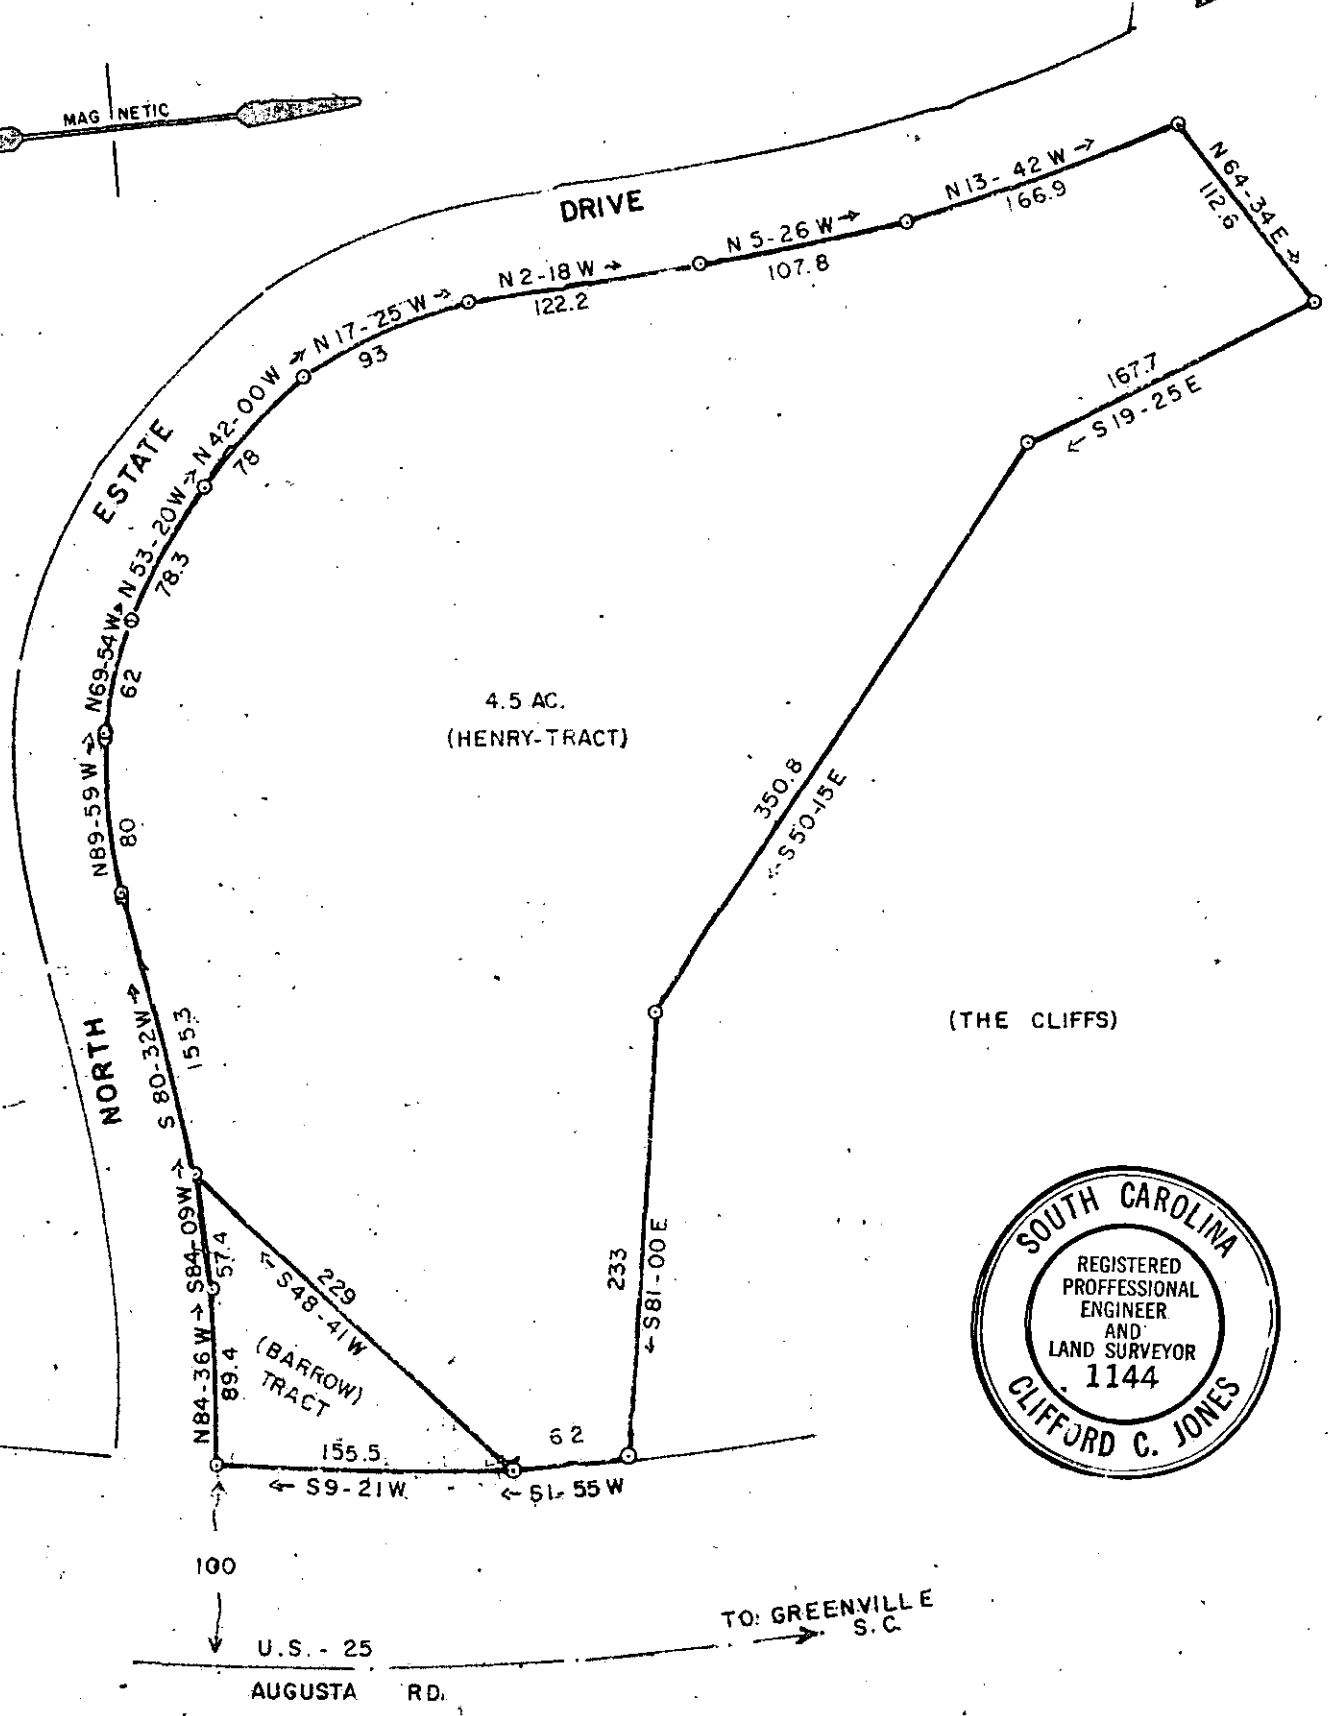 MAGNETIC
DRIVE
N 13-42 W →
166.9
N 64-34 E →
112.6
N 5-26 W →
107.8
N 2-18 W →
122.2
N 17-25 W →
93
167.7
← S 19-25 E
N 42-00 W →
78
ESTATE
N 53-20 W →
78.3
N 69-54 W →
62
4.5 AC.
(HENRY-TRACT)
N 89-59 W →
80
350.8
← S 50-15 E
NORTH
S 80-32 W →
155.3
(THE CLIFFS)
S 84-09 W →
57.4
229
← S 48-41 W
233
← S 81-00 E
N 84-36 W →
89.4
(BARROW)
TRACT
155.5
← S 9-21 W
62
← S 1-55 W
SOUTH CAROLINA
REGISTERED
PROFFESSIONAL
ENGINEER
AND
LAND SURVEYOR
1144
CLIFFORD C. JONES
100
TO: GREENVILLE
S.C.
U.S. - 25
AUGUSTA RD.